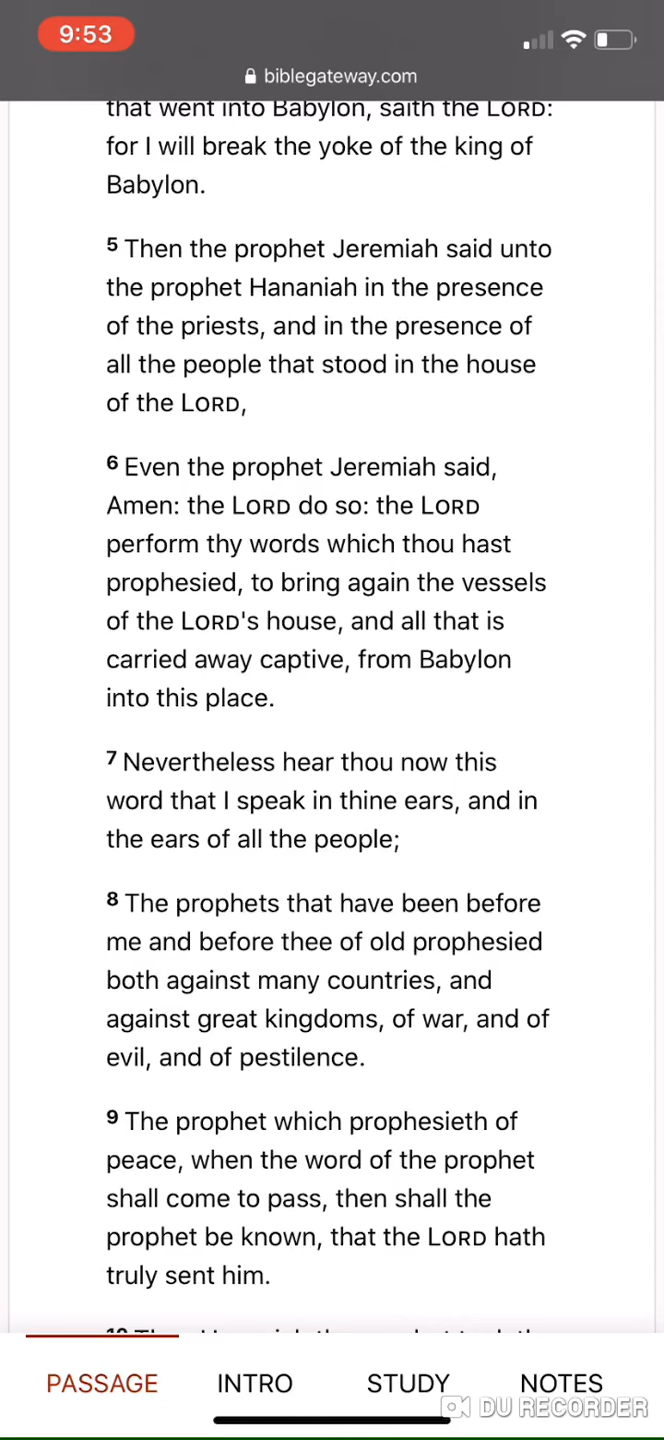 9:53
biblegateway.com
that went into Babylon, saith the LORD:
for I will break the yoke of the king of
Babylon.
5 Then the prophet Jeremiah said unto
the prophet Hananiah in the presence
of the priests, and in the presence of
all the people that stood in the house
of the LORD,
6 Even the prophet Jeremiah said,
Amen: the LORD do so: the LORD
perform thy words which thou hast
prophesied, to bring again the vessels
of the LORD's house, and all that is
carried away captive, from Babylon
into this place.
7 Nevertheless hear thou now this
word that I speak in thine ears, and in
the ears of all the people;
8 The prophets that have been before
me and before thee of old prophesied
both against many countries, and
against great kingdoms, of war, and of
evil, and of pestilence.
9 The prophet which prophesieth of
peace, when the word of the prophet
shall come to pass, then shall the
prophet be known, that the LORD hath
truly sent him.
PASSAGE INTRO STUDY NOTES
DU RECORDER